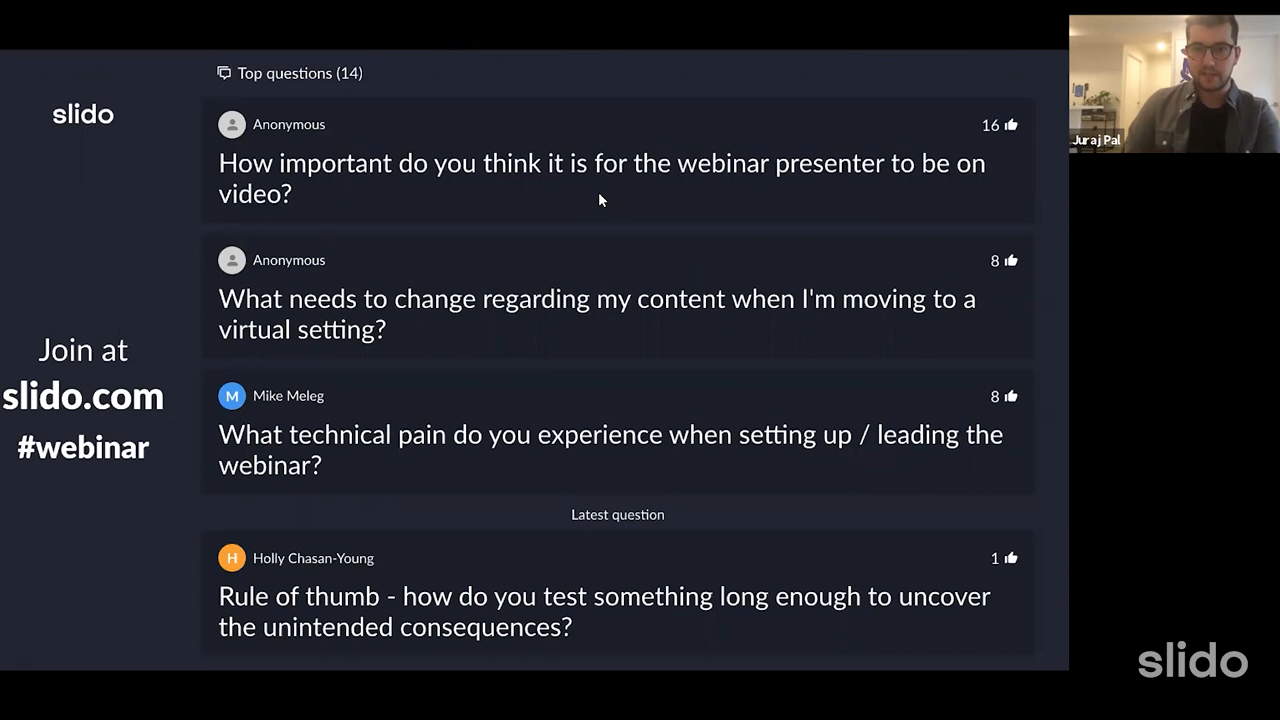 Top questions (14)
slido
Anonymous
16
How important do you think it is for the webinar presenter to be on
video?
Juraj Pal
Anonymous
8
What needs to change regarding my content when I'm moving to a
virtual setting?
Join at
slido.com
#webinar
M
Mike Meleg
8
What technical pain do you experience when setting up / leading the
webinar?
Latest question
H
Holly Chasan-Young
1
Rule of thumb - how do you test something long enough to uncover
the unintended consequences?
slido